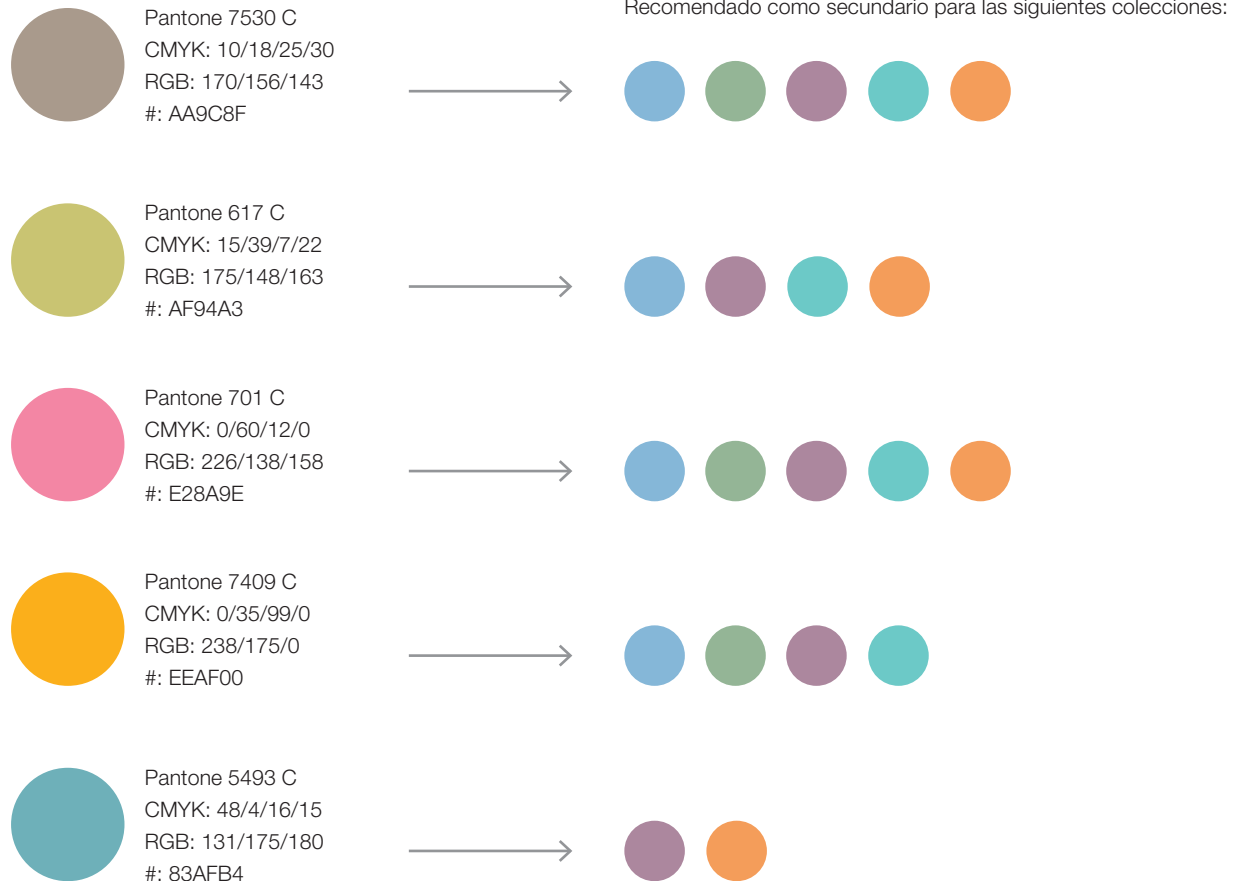 Recomendado como secundario para las siguientes colecciones:
Pantone 7530 C
CMYK: 10/18/25/30
RGB: 170/156/143
#: AA9C8F
Pantone 617 C
CMYK: 15/39/7/22
RGB: 175/148/163
#: AF94A3
Pantone 701 C
CMYK: 0/60/12/0
RGB: 226/138/158
#: E28A9E
Pantone 7409 C
CMYK: 0/35/99/0
RGB: 238/175/0
#: EEAF00
Pantone 5493 C
CMYK: 48/4/16/15
RGB: 131/175/180
#: 83AFB4